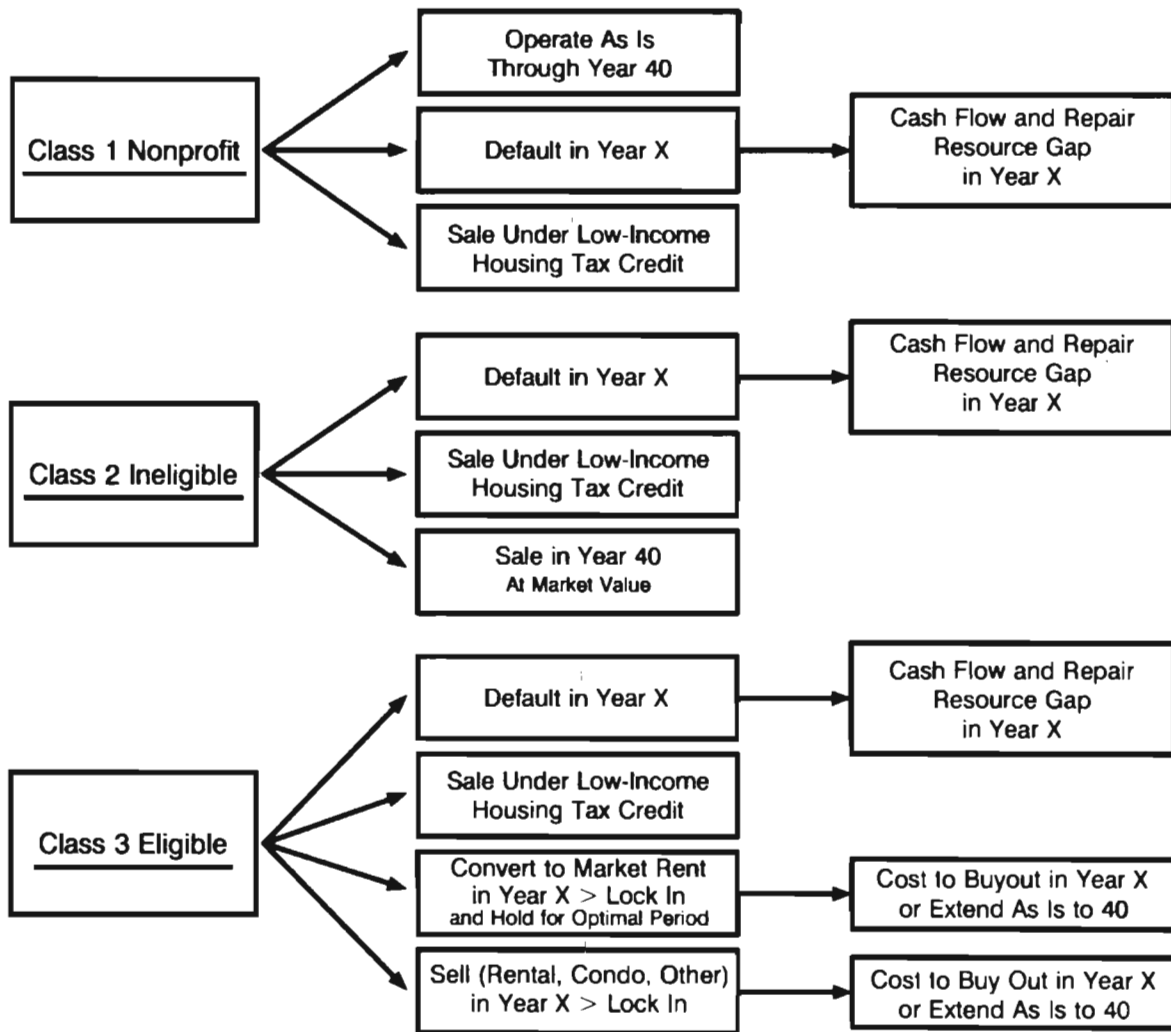 Class 1 Nonprofit
Operate As Is
Through Year 40
Default in Year X
Cash Flow and Repair
Resource Gap
in Year X
Sale Under Low-Income
Housing Tax Credit
Class 2 Ineligible
Default in Year X
Cash Flow and Repair
Resource Gap
in Year X
Sale Under Low-Income
Housing Tax Credit
Sale in Year 40
At Market Value
Class 3 Eligible
Default in Year X
Cash Flow and Repair
Resource Gap
in Year X
Sale Under Low-Income
Housing Tax Credit
Convert to Market Rent
in Year X > Lock In
and Hold for Optimal Period
Cost to Buyout in Year X
or Extend As Is to 40
Sell (Rental, Condo, Other)
in Year X > Lock In
Cost to Buy Out in Year X
or Extend As Is to 40